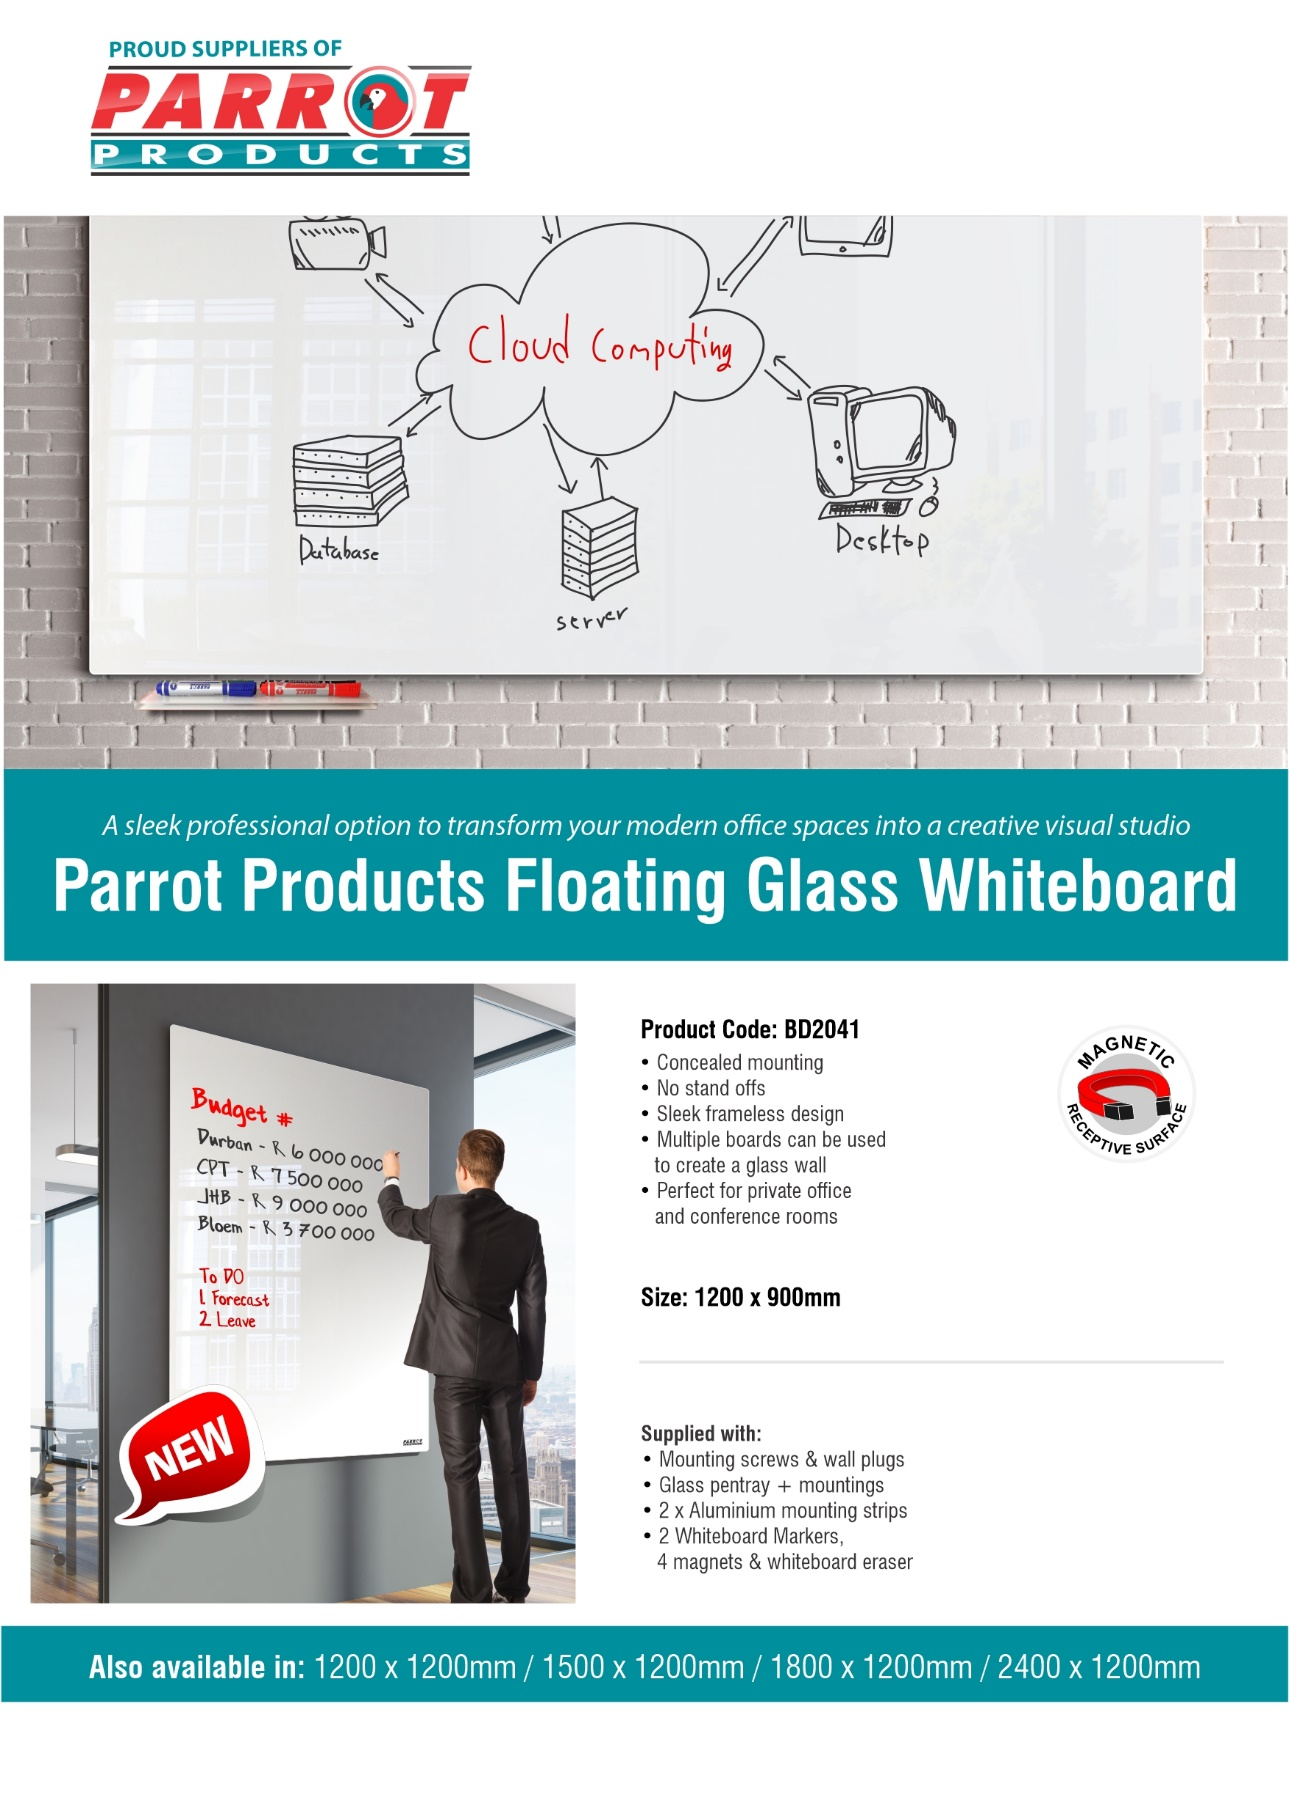 PROUD SUPPLIERS OF
PARROT
PRODUCTS
Cloud Computing
Database
server
Desktop
A sleek professional option to transform your modern office spaces into a creative visual studio
Parrot Products Floating Glass Whiteboard
Budget #
Durban - R 6 000 000
CPT - R 7 500 000
JHB - R 9 000 000
Bloem - R 3 700 000
To DO
1. Forecast
2. Leave
PARROT
NEW
Product Code: BD2041
• Concealed mounting
• No stand offs
• Sleek frameless design
• Multiple boards can be used
to create a glass wall
• Perfect for private office
and conference rooms
MAGNETIC
RECEPTIVE SURFACE
Size: 1200 x 900mm
Supplied with:
• Mounting screws & wall plugs
• Glass pentray + mountings
• 2 x Aluminium mounting strips
• 2 Whiteboard Markers,
4 magnets & whiteboard eraser
Also available in: 1200 x 1200mm / 1500 x 1200mm / 1800 x 1200mm / 2400 x 1200mm